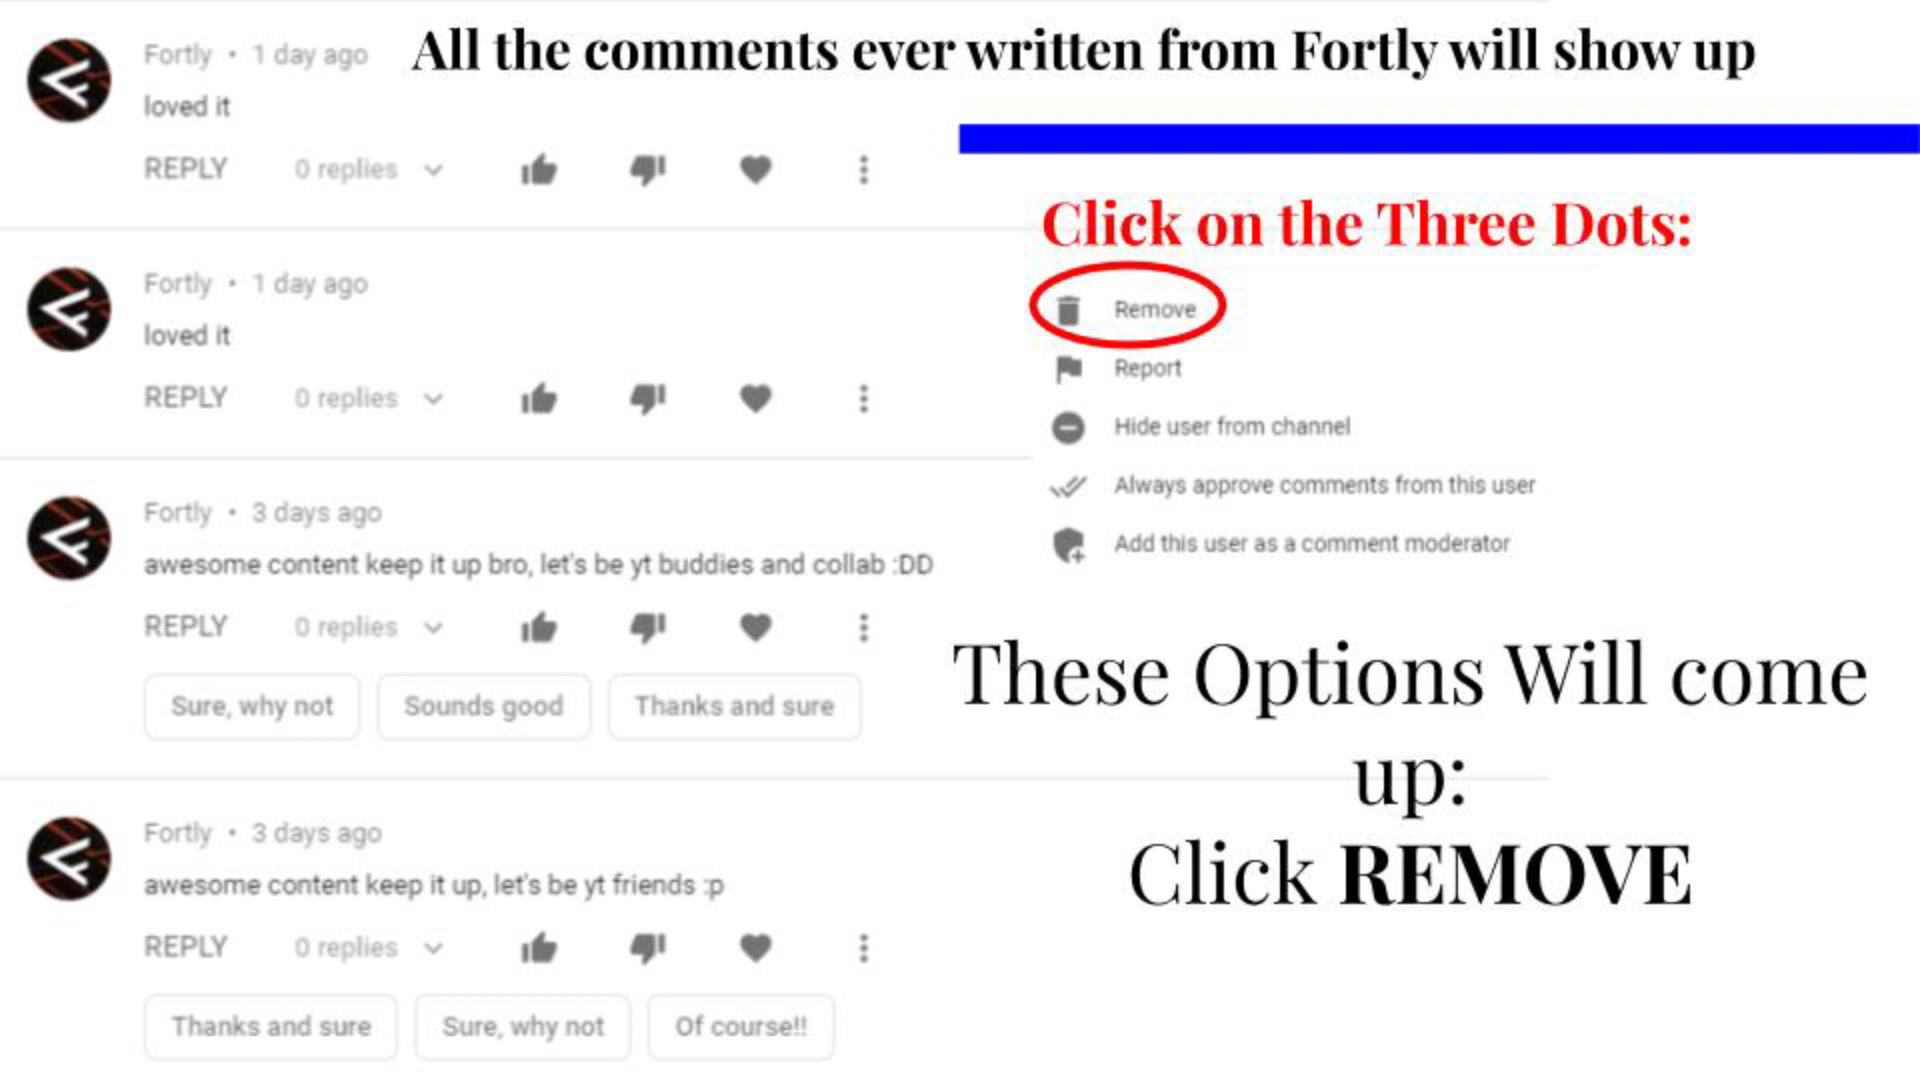 Fortly • 1 day ago
All the comments ever written from Fortly will show up
loved it
REPLY 0 replies
Click on the Three Dots:
Fortly • 1 day ago
loved it
REPLY 0 replies
Remove
Report
Hide user from channel
Always approve comments from this user
Add this user as a comment moderator
Fortly • 3 days ago
awesome content keep it up bro, let's be yt buddies and collab :DD
REPLY 0 replies
Sure, why not Sounds good Thanks and sure
These Options Will come
up:
Click REMOVE
Fortly • 3 days ago
awesome content keep it up, let's be yt friends :p
REPLY 0 replies
Thanks and sure Sure, why not Of course!!